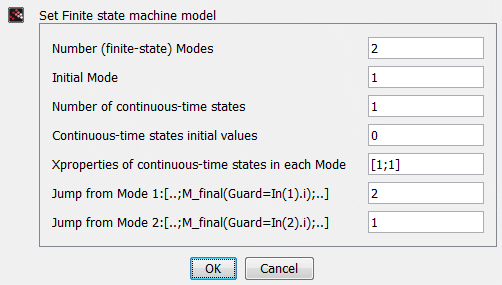 Set Finite state machine model
Number (finite-state) Modes 2
Initial Mode 1
Number of continuous-time states 1
Continuous-time states initial values 0
Xproperties of continuous-time states in each Mode [1;1]
Jump from Mode 1:[..;M_final(Guard=In(1).i);..] 2
Jump from Mode 2:[..;M_final(Guard=In(2).i);..] 1
OK Cancel